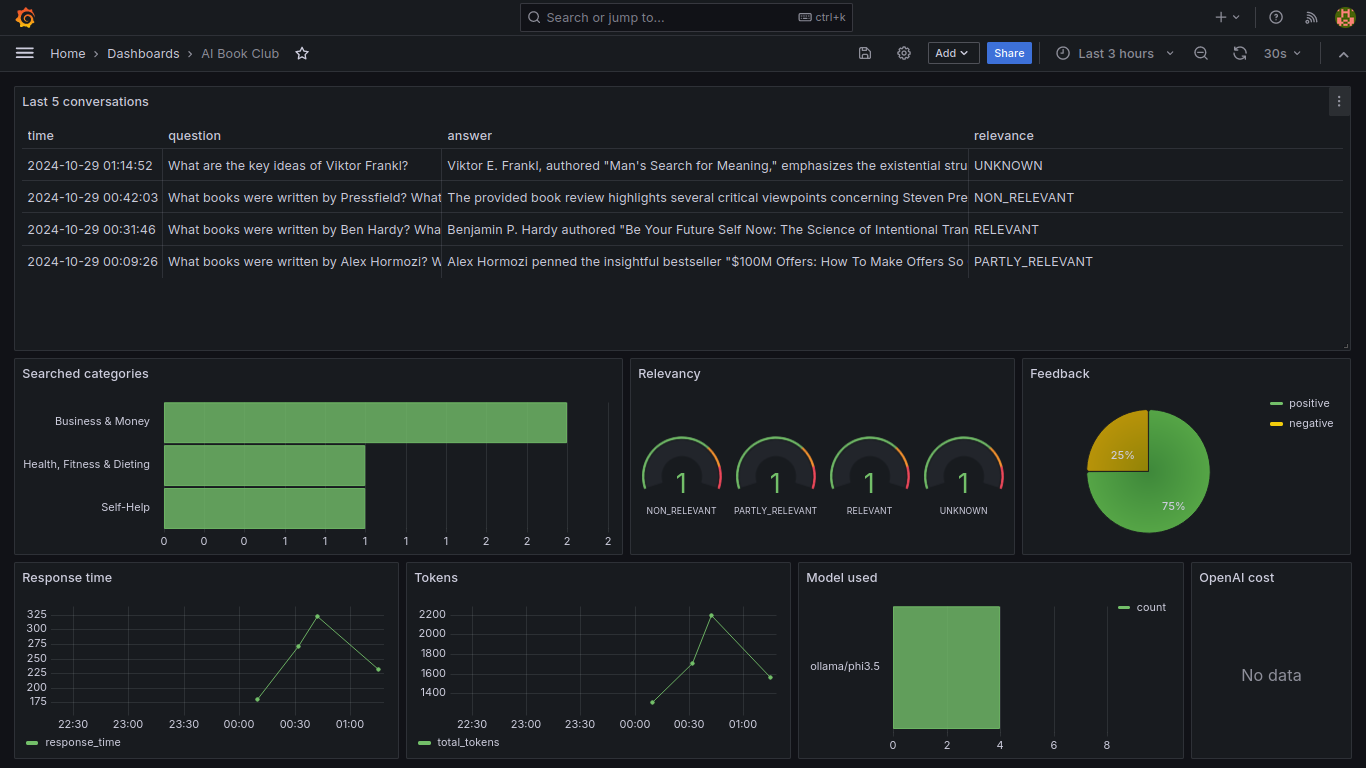 Search or jump to...
ctrl+k
Home
Dashboards
AI Book Club
Add
Share
Last 3 hours
30s
Last 5 conversations
time question answer relevance
2024-10-29 01:14:52 What are the key ideas of Viktor Frankl? Viktor E. Frankl, authored "Man's Search for Meaning," emphasizes the existential stru UNKNOWN
2024-10-29 00:42:03 What books were written by Pressfield? What The provided book review highlights several critical viewpoints concerning Steven Pre NON_RELEVANT
2024-10-29 00:31:46 What books were written by Ben Hardy? Wha Benjamin P. Hardy authored "Be Your Future Self Now: The Science of Intentional Tran RELEVANT
2024-10-29 00:09:26 What books were written by Alex Hormozi? W Alex Hormozi penned the insightful bestseller "$100M Offers: How To Make Offers So PARTLY_RELEVANT
Searched categories
Business & Money
Health, Fitness & Dieting
Self-Help
0 0 0 1 1 1 1 1 2 2 2 2
Relevancy
1 1 1 1
NON_RELEVANT PARTLY_RELEVANT RELEVANT UNKNOWN
Feedback
positive
negative
25%
75%
Response time
325
300
275
250
225
200
175
22:30 23:00 23:30 00:00 00:30 01:00
response_time
Tokens
2200
2000
1800
1600
1400
22:30 23:00 23:30 00:00 00:30 01:00
total_tokens
Model used
count
ollama/phi3.5
0 2 4 6 8
OpenAI cost
No data